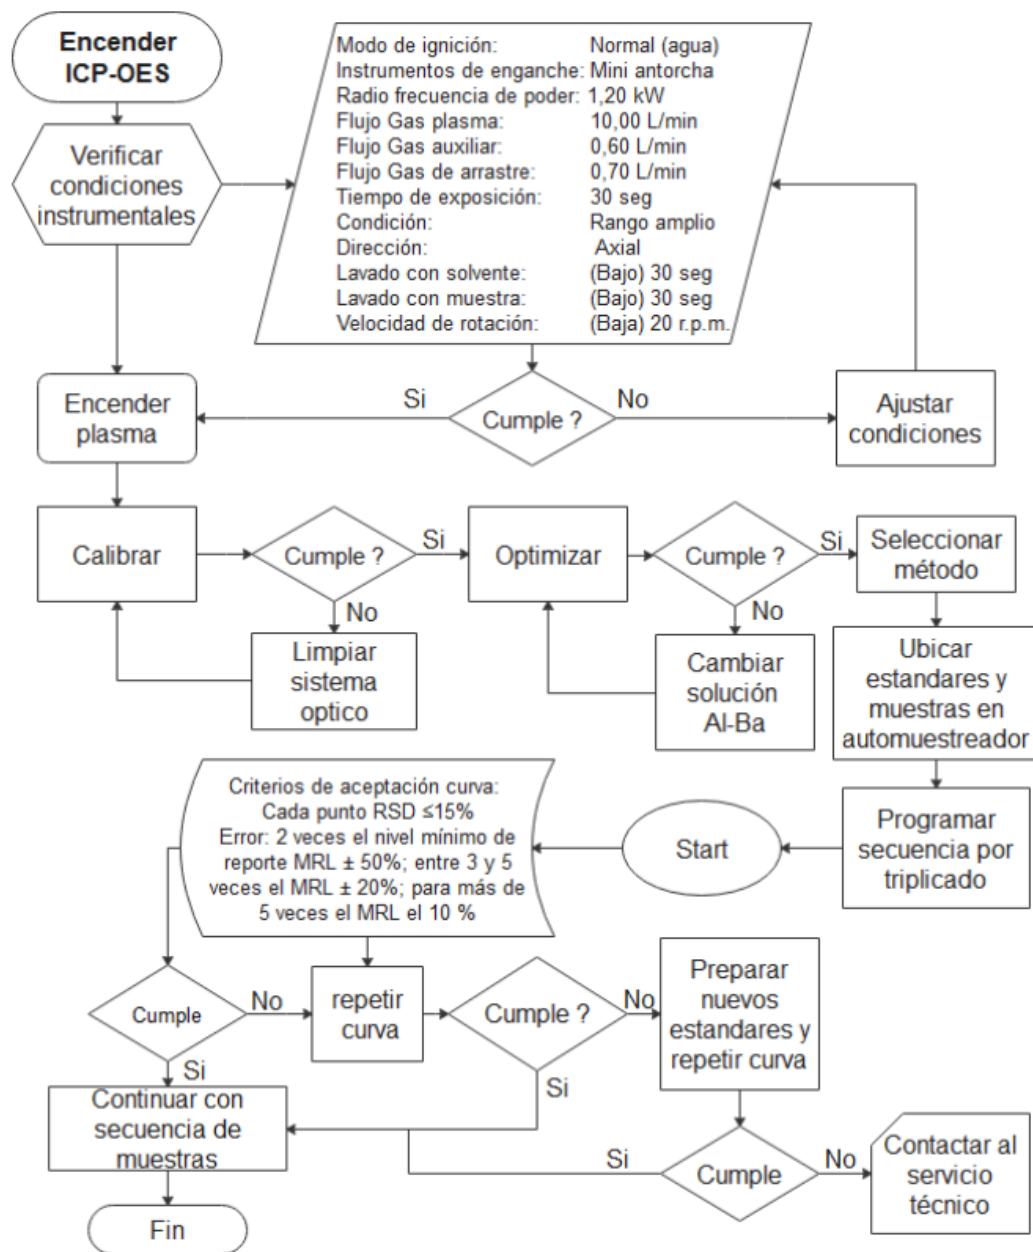 Encender
ICP-OES
Modo de ignición: Normal (agua)
Instrumentos de enganche: Mini antorcha
Radio frecuencia de poder: 1,20 kW
Flujo Gas plasma: 10,00 L/min
Flujo Gas auxiliar: 0,60 L/min
Flujo Gas de arrastre: 0,70 L/min
Tiempo de exposición: 30 seg
Condición: Rango amplio
Dirección: Axial
Lavado con solvente: (Bajo) 30 seg
Lavado con muestra: (Bajo) 30 seg
Velocidad de rotación: (Baja) 20 r.p.m.
Verificar
condiciones
instrumentales
Encender
plasma
Si
Cumple ?
No
Ajustar
condiciones
Calibrar
Cumple ?
Si
No
Limpiar
sistema
optico
Optimizar
Cumple ?
Si
No
Cambiar
solución
Al-Ba
Seleccionar
método
Ubicar
estandares y
muestras en
automuestreador
Programar
secuencia por
triplicado
Start
Criterios de aceptación curva:
Cada punto RSD ≤15%
Error: 2 veces el nivel mínimo de
reporte MRL ± 50%; entre 3 y 5
veces el MRL ± 20%; para más de
5 veces el MRL el 10 %
Cumple
No
Si
repetir
curva
Cumple ?
No
Si
Preparar
nuevos
estandares y
repetir curva
Continuar con
secuencia de
muestras
Si
Cumple
No
Contactar al
servicio
técnico
Fin